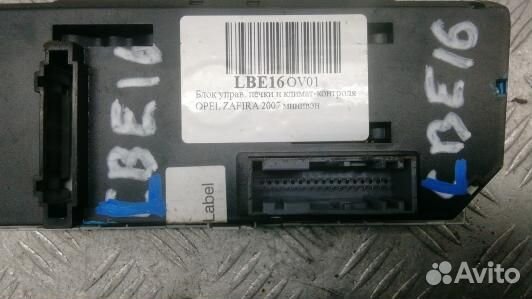 LBE16
LBE16OV01
Блок управ. печки и климат-контроля
OPEL ZAFIRA 2007 минивэн
Label
LBE16
Avito